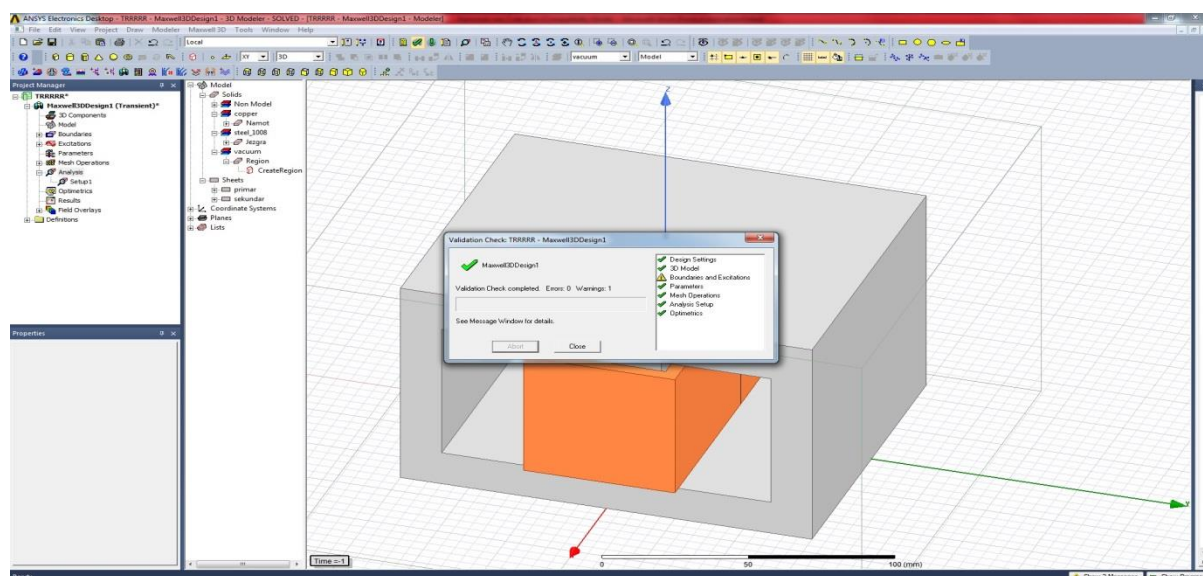 ANSYS Electronics Desktop - TRRRRR - Maxwell3DDesign1 - 3D Modeler - SOLVED - [TRRRRR - Maxwell3DDesign1 - Modeler]
File Edit View Project Draw Modeler Maxwell 3D Tools Window Help
Local
XY 3D vacuum Model
Project Manager
TRRRRR*
Maxwell3DDesign1 (Transient)*
3D Components
Model
Boundaries
Excitations
Parameters
Mesh Operations
Analysis
Setup1
Optimetrics
Results
Field Overlays
Definitions
Properties
Model
Solids
Non Model
copper
Namot
steel_1008
Jezgra
vacuum
Region
CreateRegion
Sheets
primar
sekundar
Coordinate Systems
Planes
Lists
Z
Validation Check: TRRRRR - Maxwell3DDesign1
Maxwell3DDesign1
Validation Check completed. Errors: 0 Warnings: 1
See Message Window for details.
Abort Close
Design Settings
3D Model
Boundaries and Excitations
Parameters
Mesh Operations
Analysis Setup
Optimetrics
Time =-1
0 50 100 (mm)